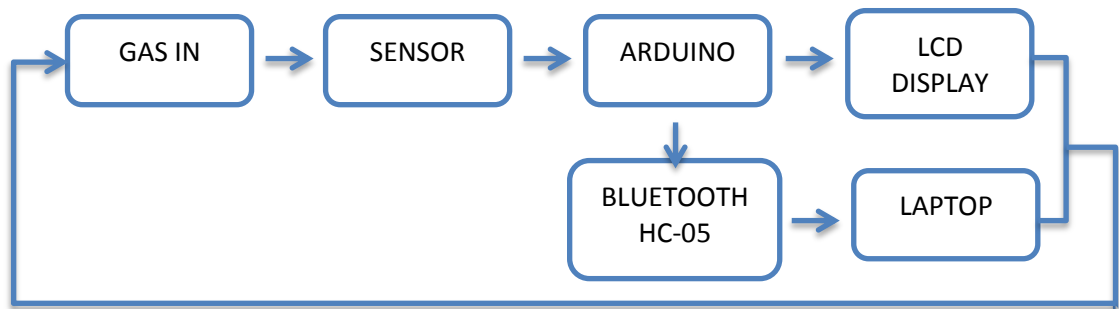 GAS IN
SENSOR
ARDUINO
LCD
DISPLAY
BLUETOOTH
HC-05
LAPTOP